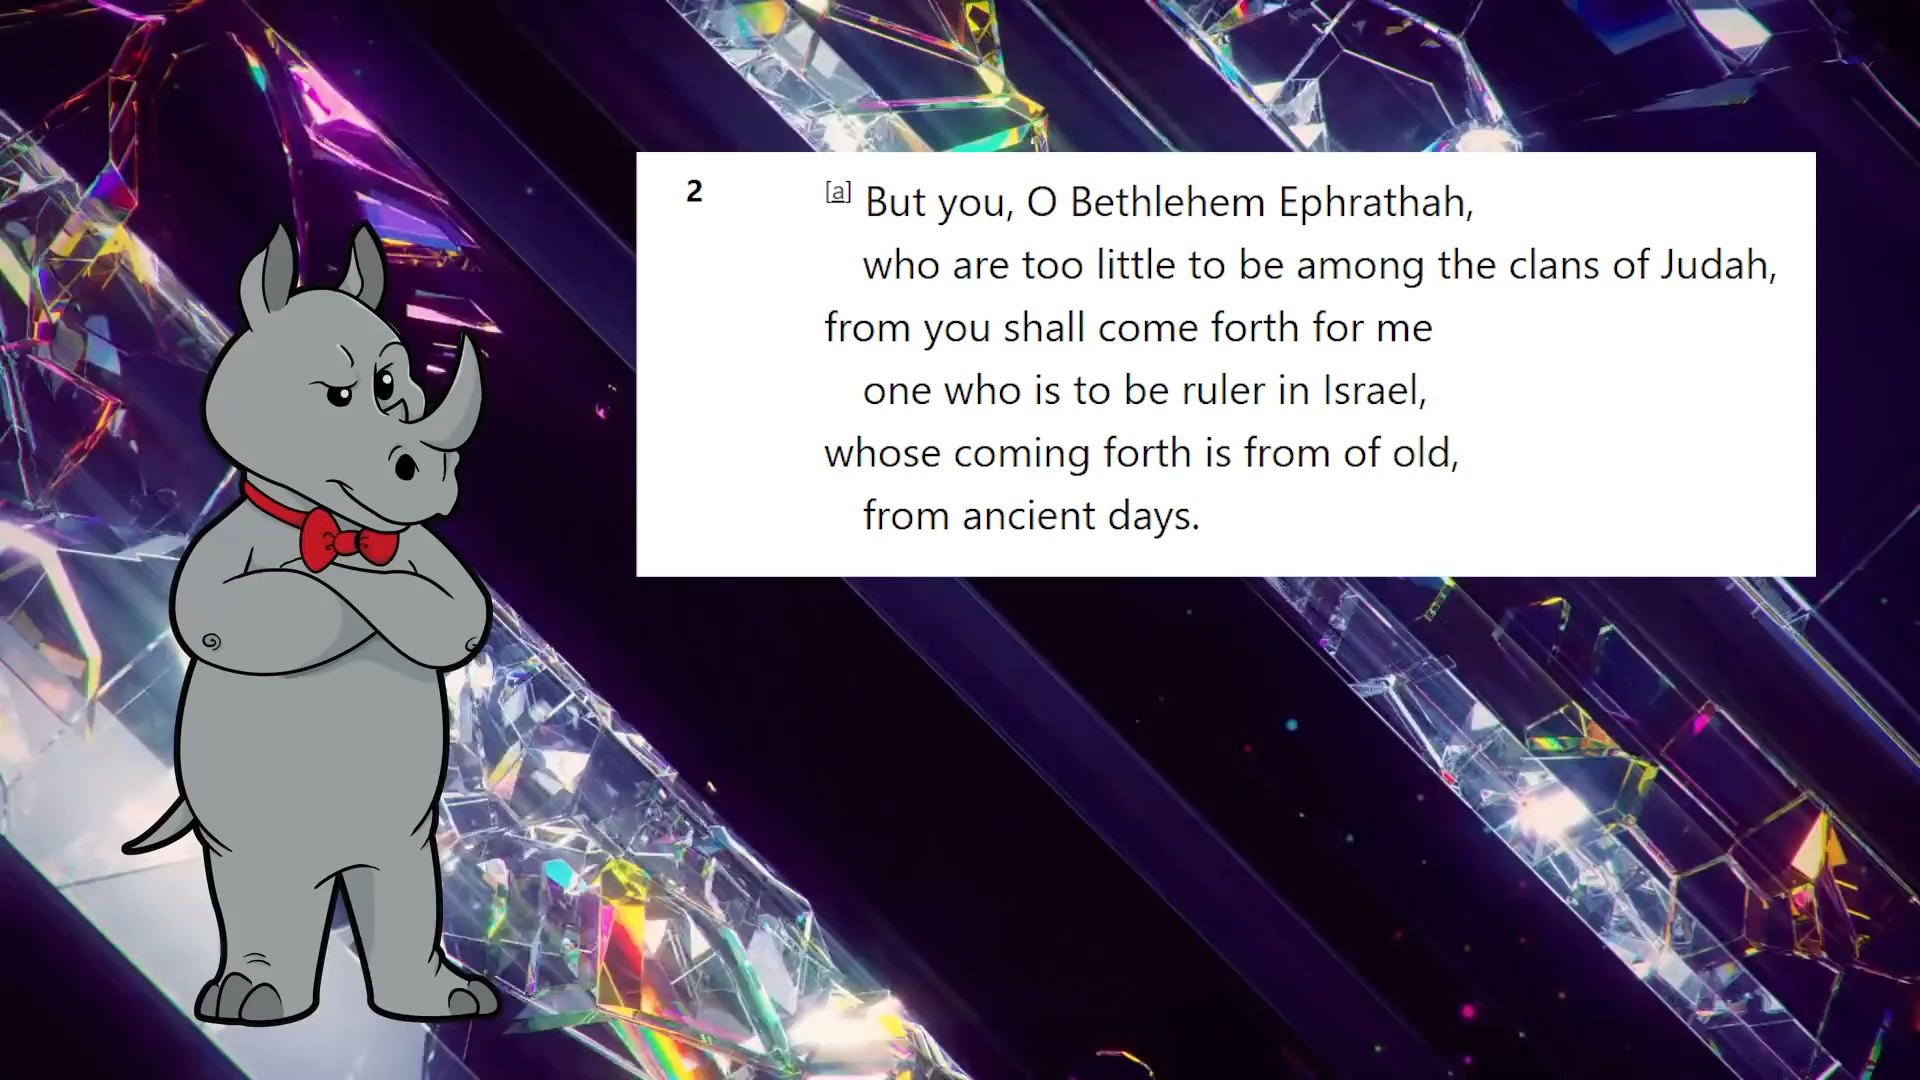 2 [a] But you, O Bethlehem Ephrathah,
who are too little to be among the clans of Judah,
from you shall come forth for me
one who is to be ruler in Israel,
whose coming forth is from of old,
from ancient days.